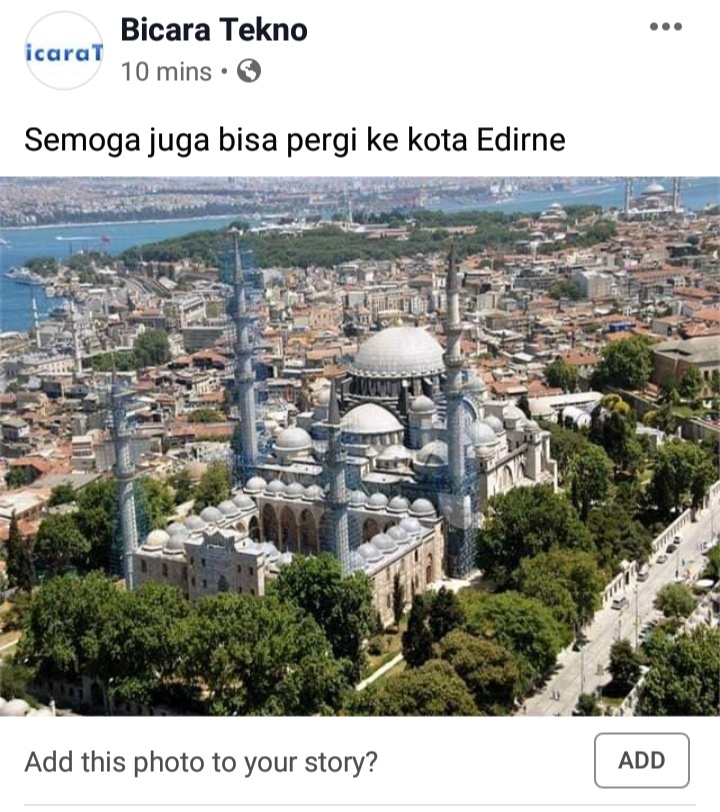 Bicara Tekno
icaraT
10 mins •
Semoga juga bisa pergi ke kota Edirne
Add this photo to your story?
ADD